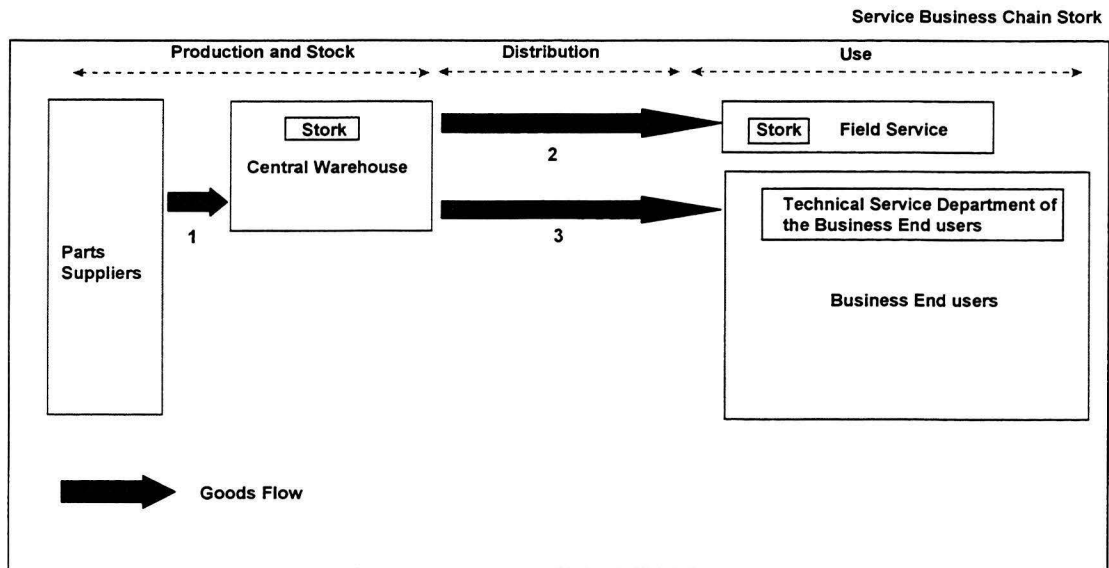 Service Business Chain Stork
Production and Stock
Distribution
Use
Stork
Central Warehouse
Parts
Suppliers
1
2
3
Stork
Field Service
Technical Service Department of
the Business End users
Business End users
Goods Flow